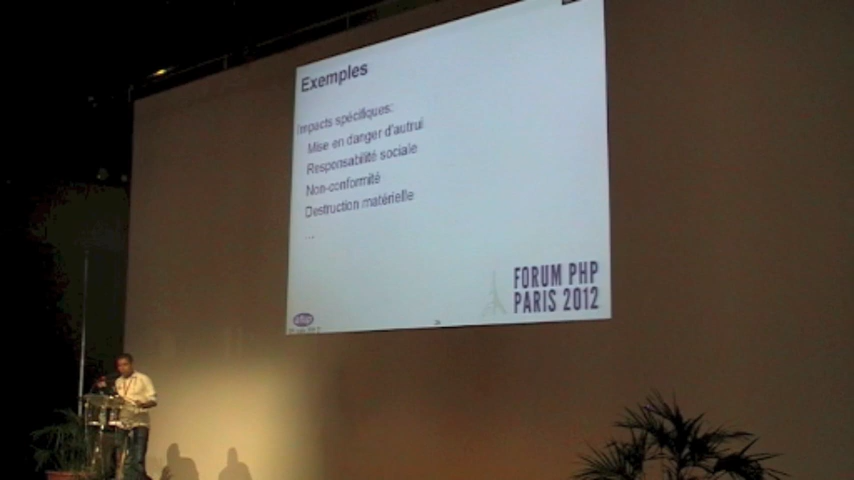 Exemples
Impacts spécifiques:
Mise en danger d'autrui
Responsabilité sociale
Non-conformité
Destruction matérielle
...
FORUM PHP
PARIS 2012